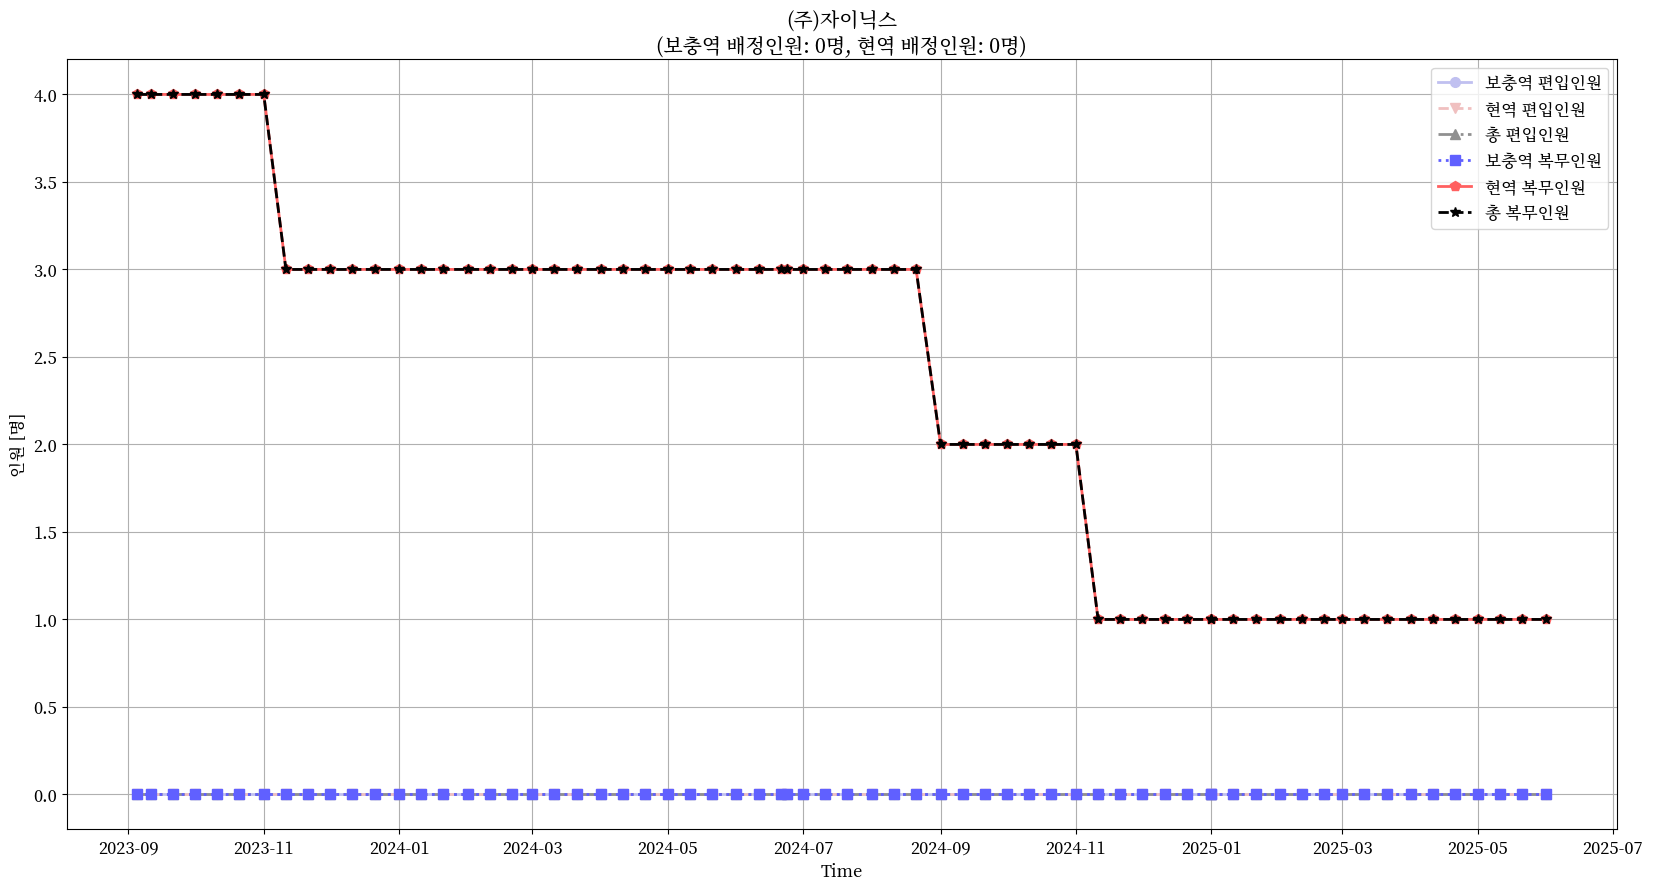 (주)자이닉스
(보충역 배정인원: 0명, 현역 배정인원: 0명)
보충역 편입인원
현역 편입인원
총 편입인원
보충역 복무인원
현역 복무인원
총 복무인원
인원 [명]
4.0
3.5
3.0
2.5
2.0
1.5
1.0
0.5
0.0
2023-09 2023-11 2024-01 2024-03 2024-05 2024-07 2024-09 2024-11 2025-01 2025-03 2025-05 2025-07
Time